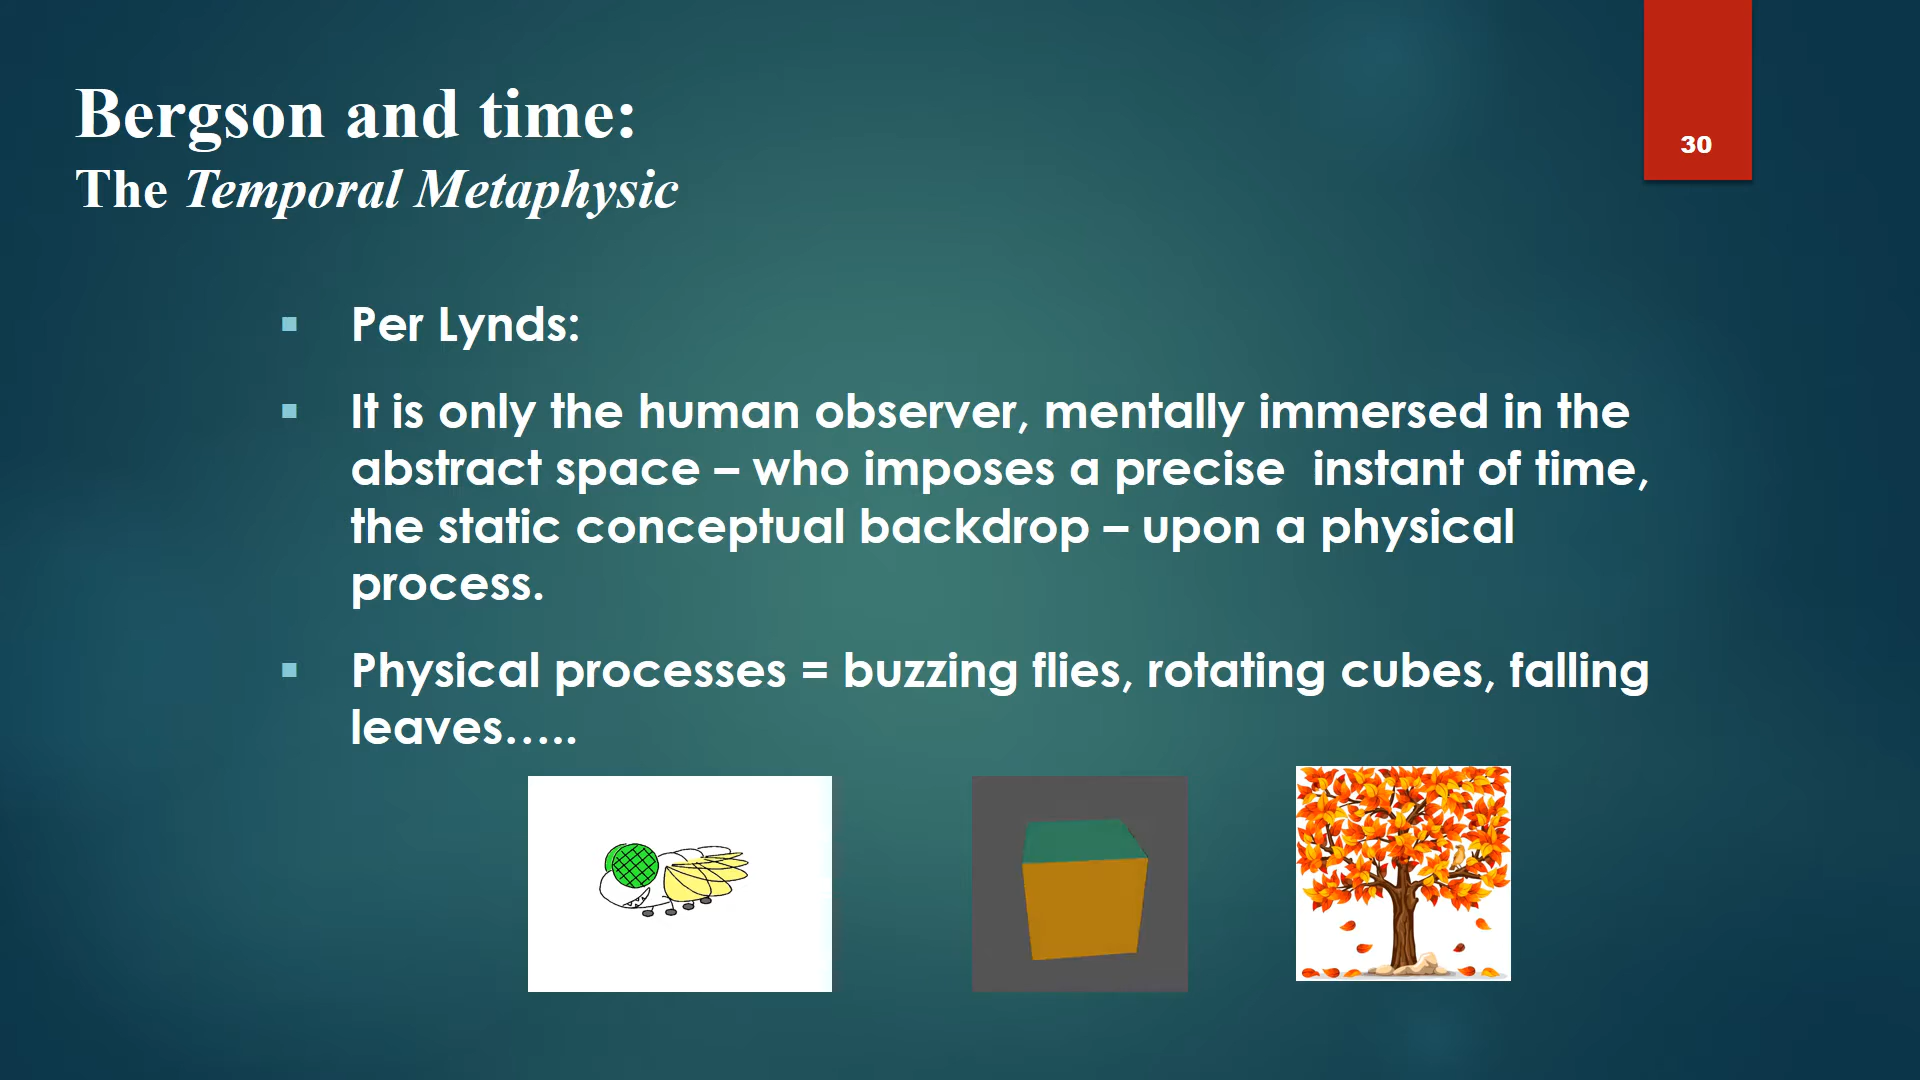 Bergson and time:
The Temporal Metaphysic
30
▪ Per Lynds:
▪ It is only the human observer, mentally immersed in the
abstract space – who imposes a precise  instant of time,
the static conceptual backdrop – upon a physical
process.
▪ Physical processes = buzzing flies, rotating cubes, falling
leaves…..